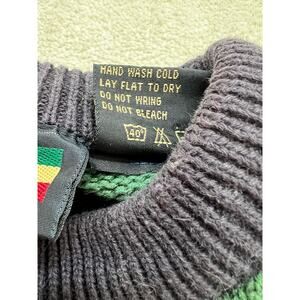 HAND WASH COLD
LAY FLAT TO DRY
DO NOT WRING
DO NOT BLEACH
40°